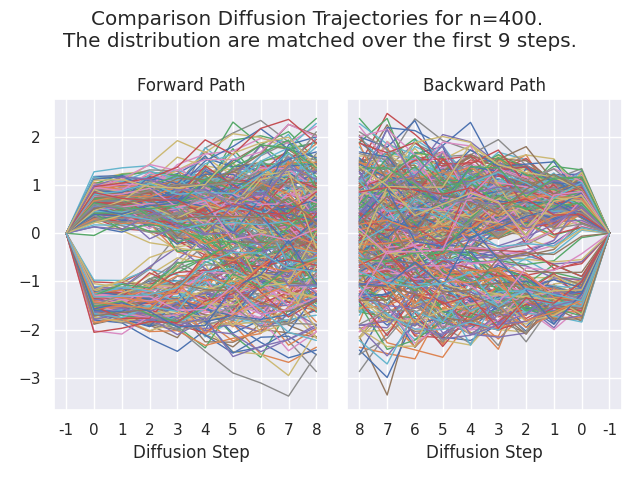 Comparison Diffusion Trajectories for n=400.
The distribution are matched over the first 9 steps.
Forward Path
Backward Path
2
1
0
−1
−2
−3
-1 0 1 2 3 4 5 6 7 8
8 7 6 5 4 3 2 1 0 -1
Diffusion Step
Diffusion Step